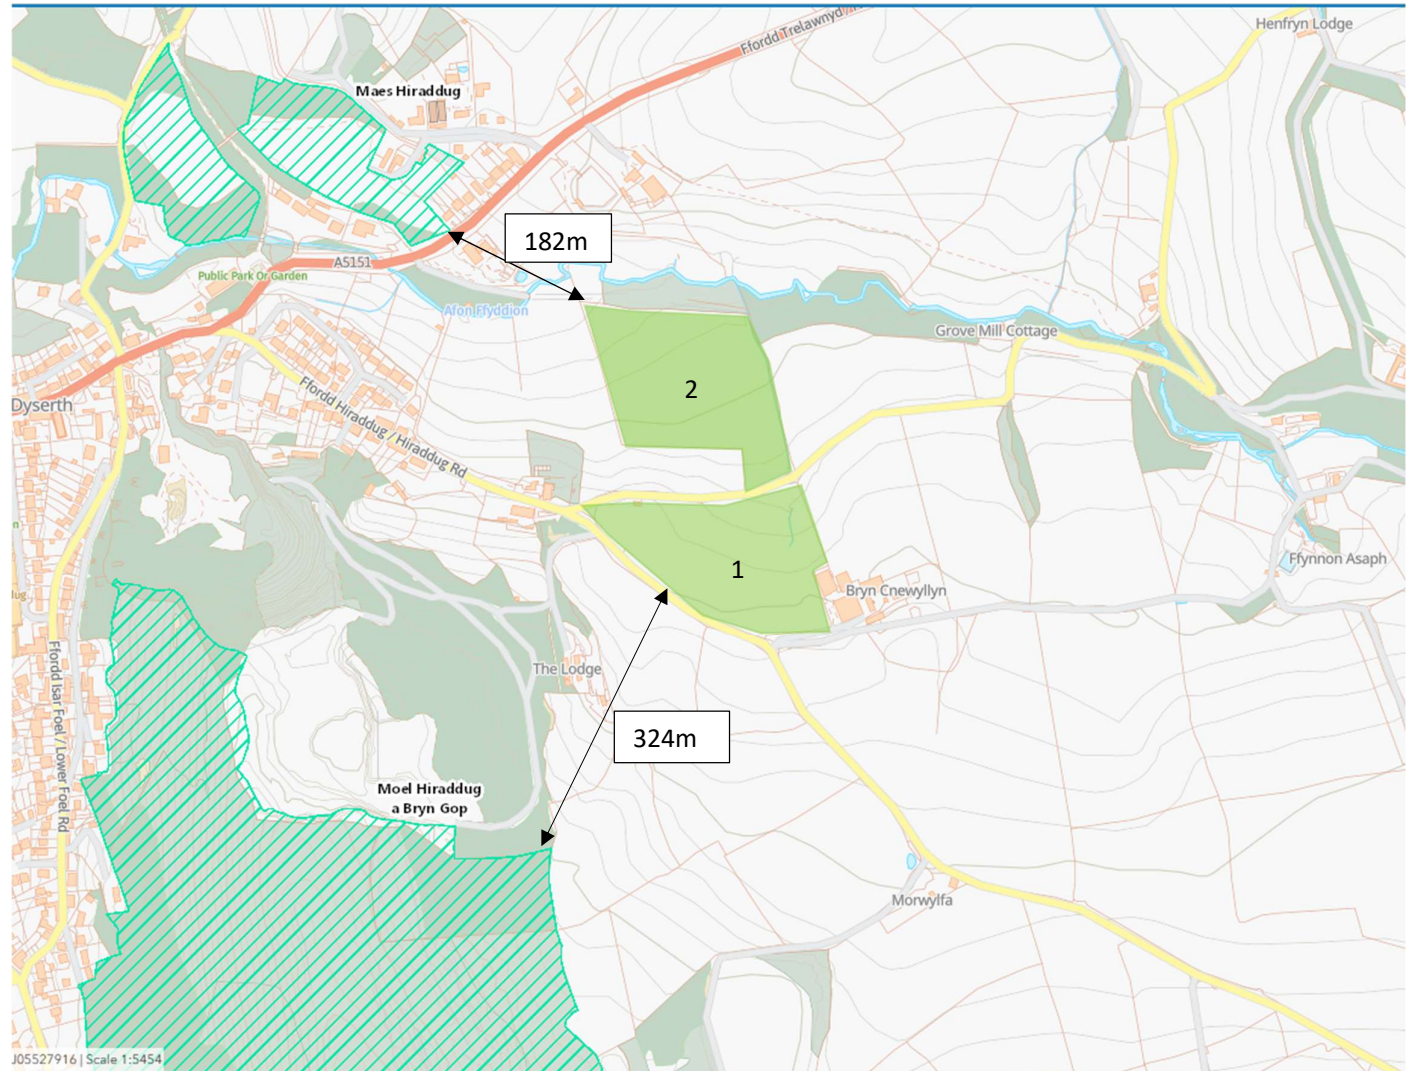 Henfryn Lodge
Ffordd Trelawnyd
Maes Hiraddug
182m
A5151
Public Park Or Garden
Afon Ffyddion
Grove Mill Cottage
2
Dyserth
Ffordd Hiraddug / Hiraddug Rd
n
Ffynnon Asaph
1
Bryn Cnewyllyn
ug
The Lodge
Ffordd Isar Foel / Lower Foel Rd
324m
Moel Hiraddug
a Bryn Gop
Morwylfa
J05527916 | Scale 1:5454